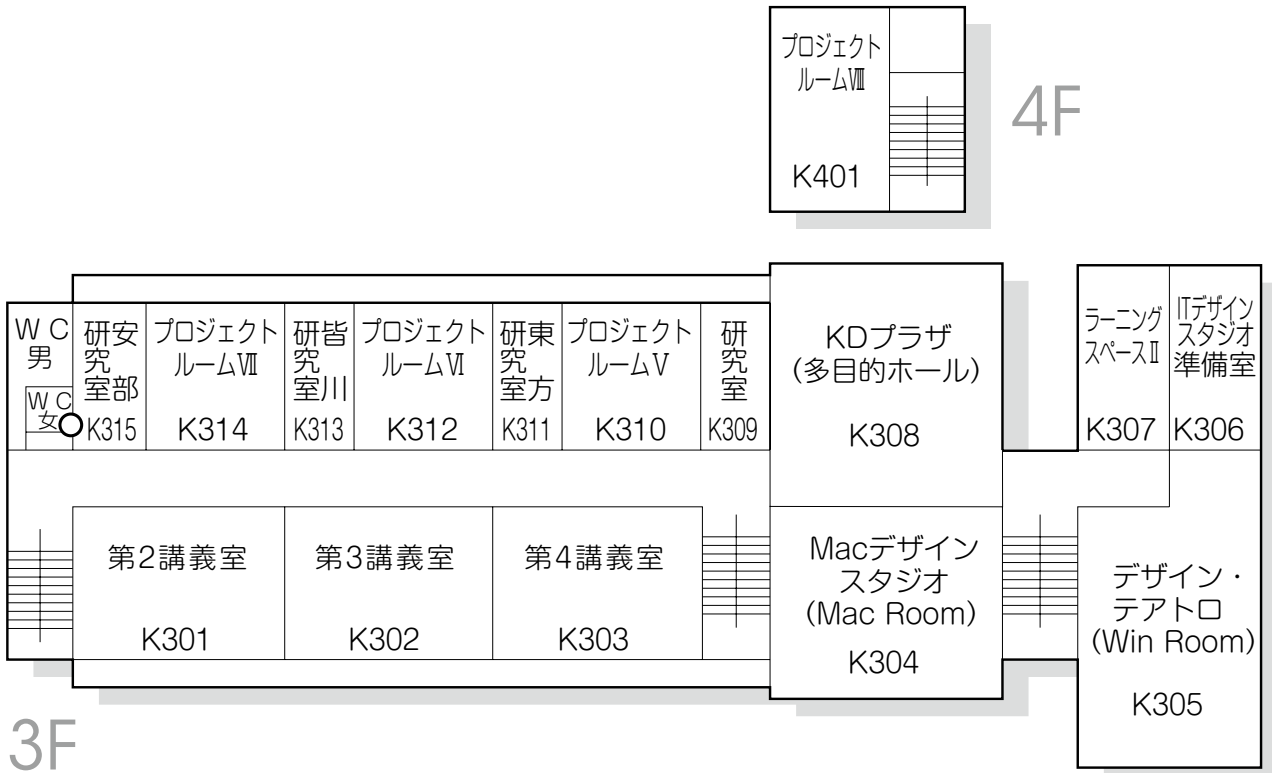 プロジェクト
ルームⅧ
K401
4F
WC
男
WC
女
安部
研究室
K315
プロジェクト
ルームⅦ
K314
皆川
研究室
K313
プロジェクト
ルームⅥ
K312
東方
研究室
K311
プロジェクト
ルームⅤ
K310
研究室
K309
KDプラザ
(多目的ホール)
K308
ラーニング
スペースⅡ
K307
ITデザイン
スタジオ
準備室
K306
第2講義室
K301
第3講義室
K302
第4講義室
K303
Macデザイン
スタジオ
(Mac Room)
K304
デザイン・
テアトロ
(Win Room)
K305
3F